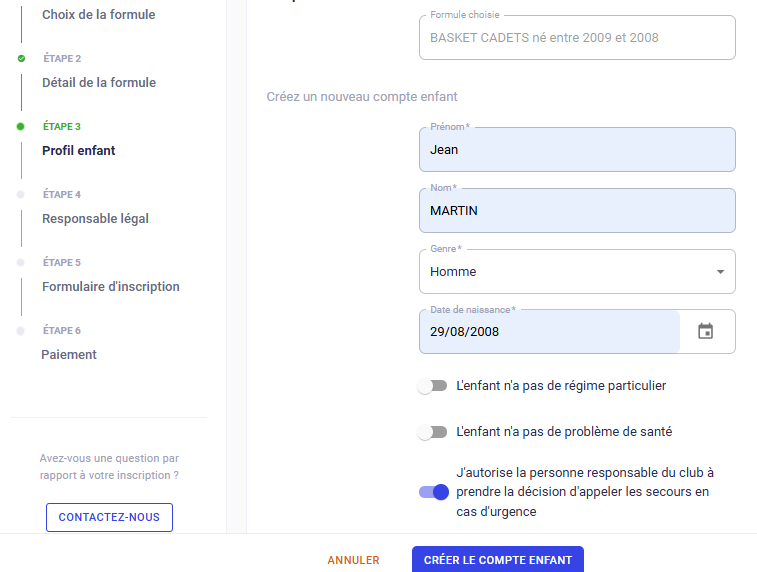 Choix de la formule
ÉTAPE 2
Détail de la formule
ÉTAPE 3
Profil enfant
ÉTAPE 4
Responsable légal
ÉTAPE 5
Formulaire d'inscription
ÉTAPE 6
Paiement
Avez-vous une question par
rapport à votre inscription ?
CONTACTEZ-NOUS
Formule choisie
BASKET CADETS né entre 2009 et 2008
Créez un nouveau compte enfant
Prénom*
Jean
Nom*
MARTIN
Genre*
Homme
Date de naissance*
29/08/2008
L'enfant n'a pas de régime particulier
L'enfant n'a pas de problème de santé
J'autorise la personne responsable du club à
prendre la décision d'appeler les secours en
cas d'urgence
ANNULER
CRÉER LE COMPTE ENFANT